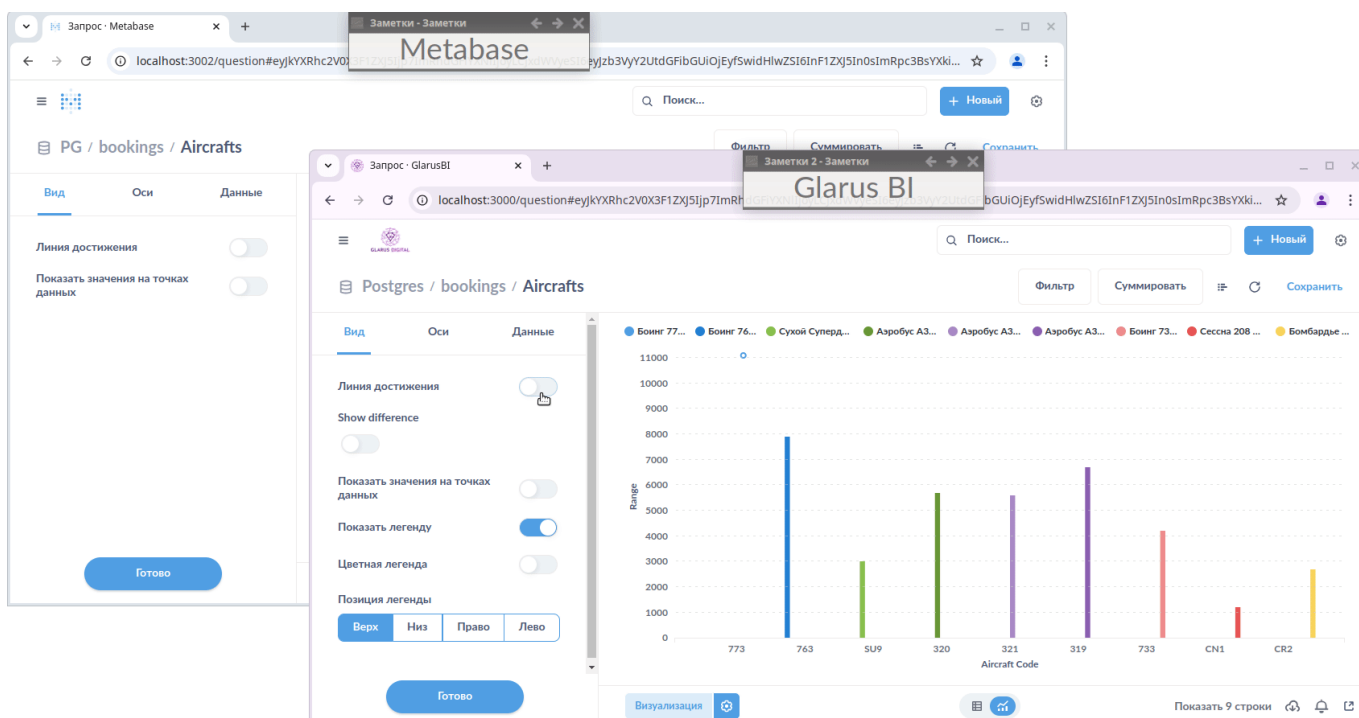 Запрос · Metabase
Заметки - Заметки
Metabase
localhost:3002/question#eyJkYXRhc2V0X3F1ZXJ5Ijp7
eyJzb3VyY2UtdGFibGUiOjEyfSwidHlwZSI6InF1ZXJ5In0sImRpc3BsYXki...
Поиск...
+ Новый
PG / bookings / Aircrafts
Фильтр
Суммировать
Сохранить
Вид
Оси
Данные
Линия достижения
Показать значения на точках
данных
Готово
Запрос · GlarusBI
Заметки 2 - Заметки
Glarus BI
localhost:3000/question#eyJkYXRhc2V0X3F1ZXJ5Ijp7ImRh
bGUiOjEyfSwidHlwZSI6InF1ZXJ5In0sImRpc3BsYXki...
GLARUS DIGITAL
Поиск...
+ Новый
Postgres / bookings / Aircrafts
Фильтр
Суммировать
Сохранить
Вид
Оси
Данные
Линия достижения
Show difference
Показать значения на точках
данных
Показать легенду
Цветная легенда
Позиция легенды
Верх
Низ
Право
Лево
Готово
Боинг 77...
Боинг 76...
Сухой Суперд...
Аэробус А3...
Аэробус А3...
Аэробус А3...
Боинг 73...
Сессна 208 ...
Бомбардье ...
11000
10000
9000
8000
7000
6000
5000
4000
3000
2000
1000
0
Range
773
763
SU9
320
321
319
733
CN1
CR2
Aircraft Code
Визуализация
Показать 9 строки